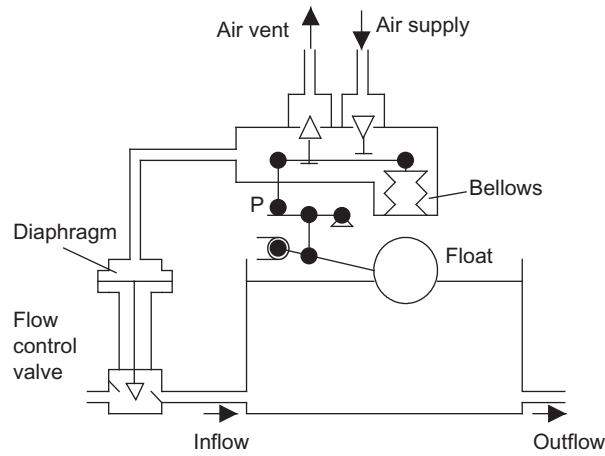 Air vent
Air supply
Bellows
P
Diaphragm
Float
Flow
control
valve
Inflow
Outflow